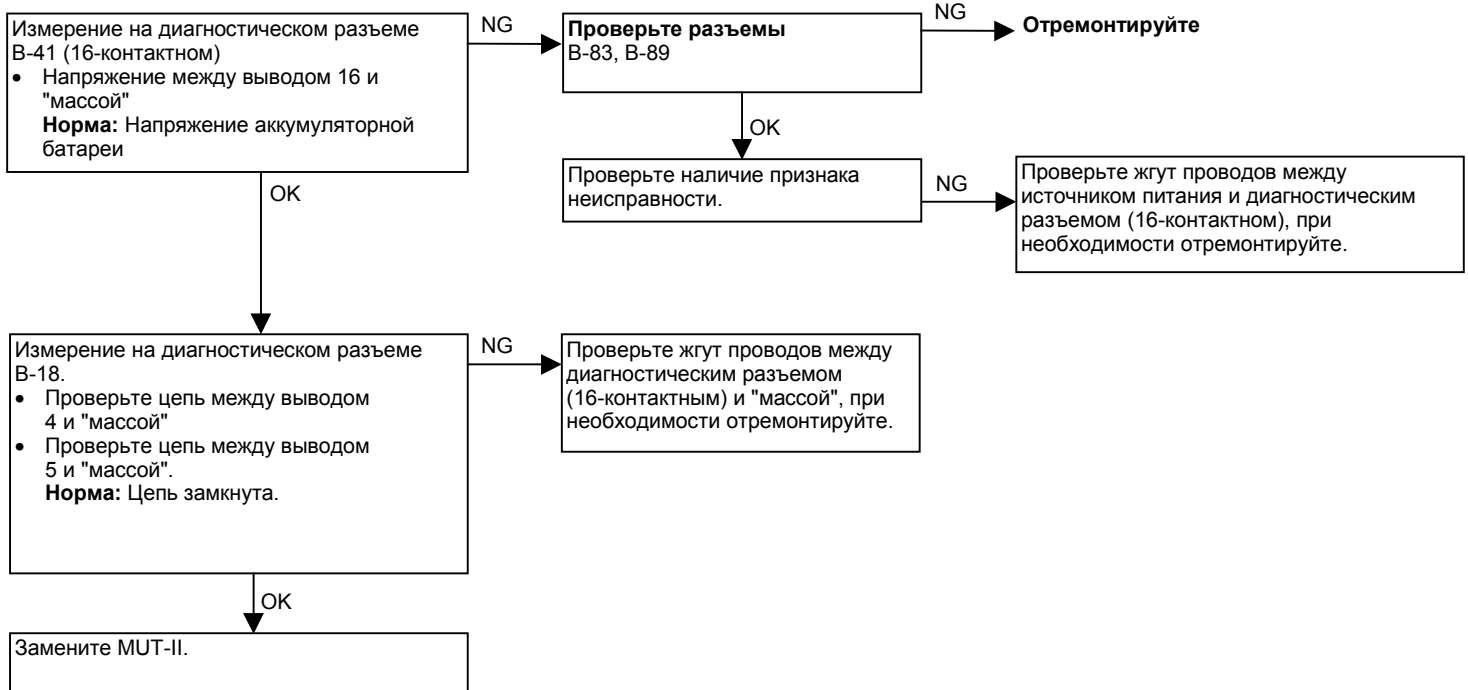 Измерение на диагностическом разъеме
В-41 (16-контактном)
• Напряжение между выводом 16 и
"массой"
Норма: Напряжение аккумуляторной
батареи
NG
Проверьте разъемы
В-83, В-89
NG
Отремонтируйте
OK
OK
Проверьте наличие признака
неисправности.
NG
Проверьте жгут проводов между
источником питания и диагностическим
разъемом (16-контактном), при
необходимости отремонтируйте.
Измерение на диагностическом разъеме
В-18.
• Проверьте цепь между выводом
4 и "массой"
• Проверьте цепь между выводом
5 и "массой".
Норма: Цепь замкнута.
NG
Проверьте жгут проводов между
диагностическим разъемом
(16-контактным) и "массой", при
необходимости отремонтируйте.
OK
Замените MUT-II.